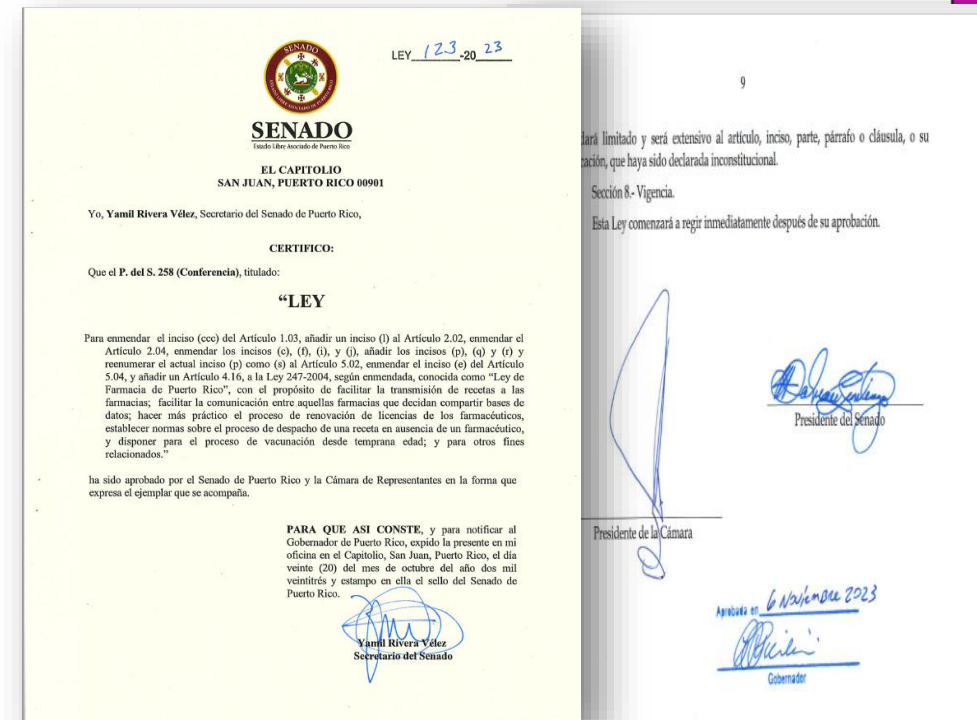 LEY 123-2023
SENADO
ESTADO LIBRE ASOCIADO DE PUERTO RICO
SENADO
Estado Libre Asociado de Puerto Rico
EL CAPITOLIO
SAN JUAN, PUERTO RICO 00901
Yo, Yamil Rivera Vélez, Secretario del Senado de Puerto Rico,
CERTIFICO:
Que el P. del S. 258 (Conferencia), titulado:
“LEY
Para enmendar el inciso (ccc) del Artículo 1.03, añadir un inciso (l) al Artículo 2.02, enmendar el
Artículo 2.04, enmendar los incisos (c), (f), (i), y (j), añadir los incisos (p), (q) y (r) y
reenumerar el actual inciso (p) como (s) al Artículo 5.02, enmendar el inciso (e) del Artículo
5.04, y añadir un Artículo 4.16, a la Ley 247-2004, según enmendada, conocida como “Ley de
Farmacia de Puerto Rico”, con el propósito de facilitar la transmisión de recetas a las
farmacias; facilitar la comunicación entre aquellas farmacias que decidan compartir bases de
datos; hacer más práctico el proceso de renovación de licencias de los farmacéuticos,
establecer normas sobre el proceso de despacho de una receta en ausencia de un farmacéutico,
y disponer para el proceso de vacunación desde temprana edad; y para otros fines
relacionados.”
ha sido aprobado por el Senado de Puerto Rico y la Cámara de Representantes en la forma que
expresa el ejemplar que se acompaña.
PARA QUE ASI CONSTE, y para notificar al
Gobernador de Puerto Rico, expido la presente en mi
oficina en el Capitolio, San Juan, Puerto Rico, el día
veinte (20) del mes de octubre del año dos mil
veintitrés y estampo en ella el sello del Senado de
Puerto Rico.
Yamil Rivera Vélez
Secretario del Senado
9
dará limitado y será extensivo al artículo, inciso, parte, párrafo o cláusula, o su
cación, que haya sido declarada inconstitucional.
Sección 8.- Vigencia.
Esta Ley comenzará a regir inmediatamente después de su aprobación.
Presidente del Senado
Presidente de la Cámara
Aprobada en 6 Noviembre 2023
Gobernador